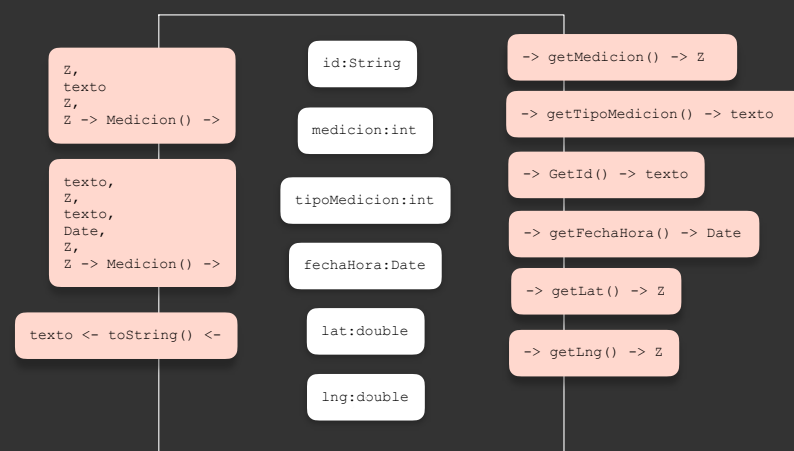 Z,
texto
Z,
Z -> Medicion() ->
texto,
Z,
texto,
Date,
Z,
Z -> Medicion() ->
texto <- toString() <-
id:String
medicion:int
tipoMedicion:int
fechaHora:Date
lat:double
lng:double
-> getMedicion() -> Z
-> getTipoMedicion() -> texto
-> GetId() -> texto
-> getFechaHora() -> Date
-> getLat() -> Z
-> getLng() -> Z